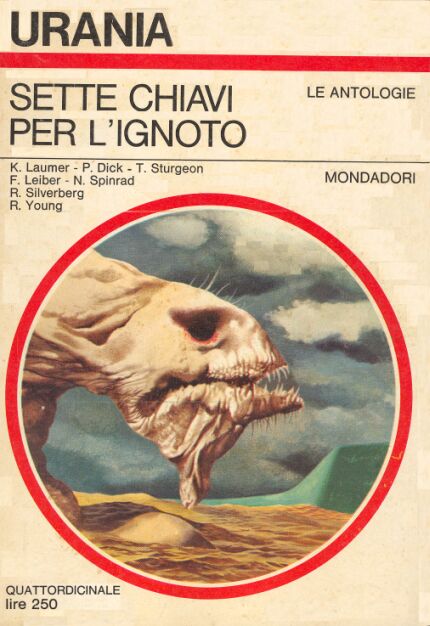 URANIA
SETTE CHIAVI
PER L'IGNOTO
LE ANTOLOGIE
K. Laumer - P. Dick - T. Sturgeon
F. Leiber - N. Spinrad
R. Silverberg
R. Young
MONDADORI
QUATTORDICINALE
lire 250